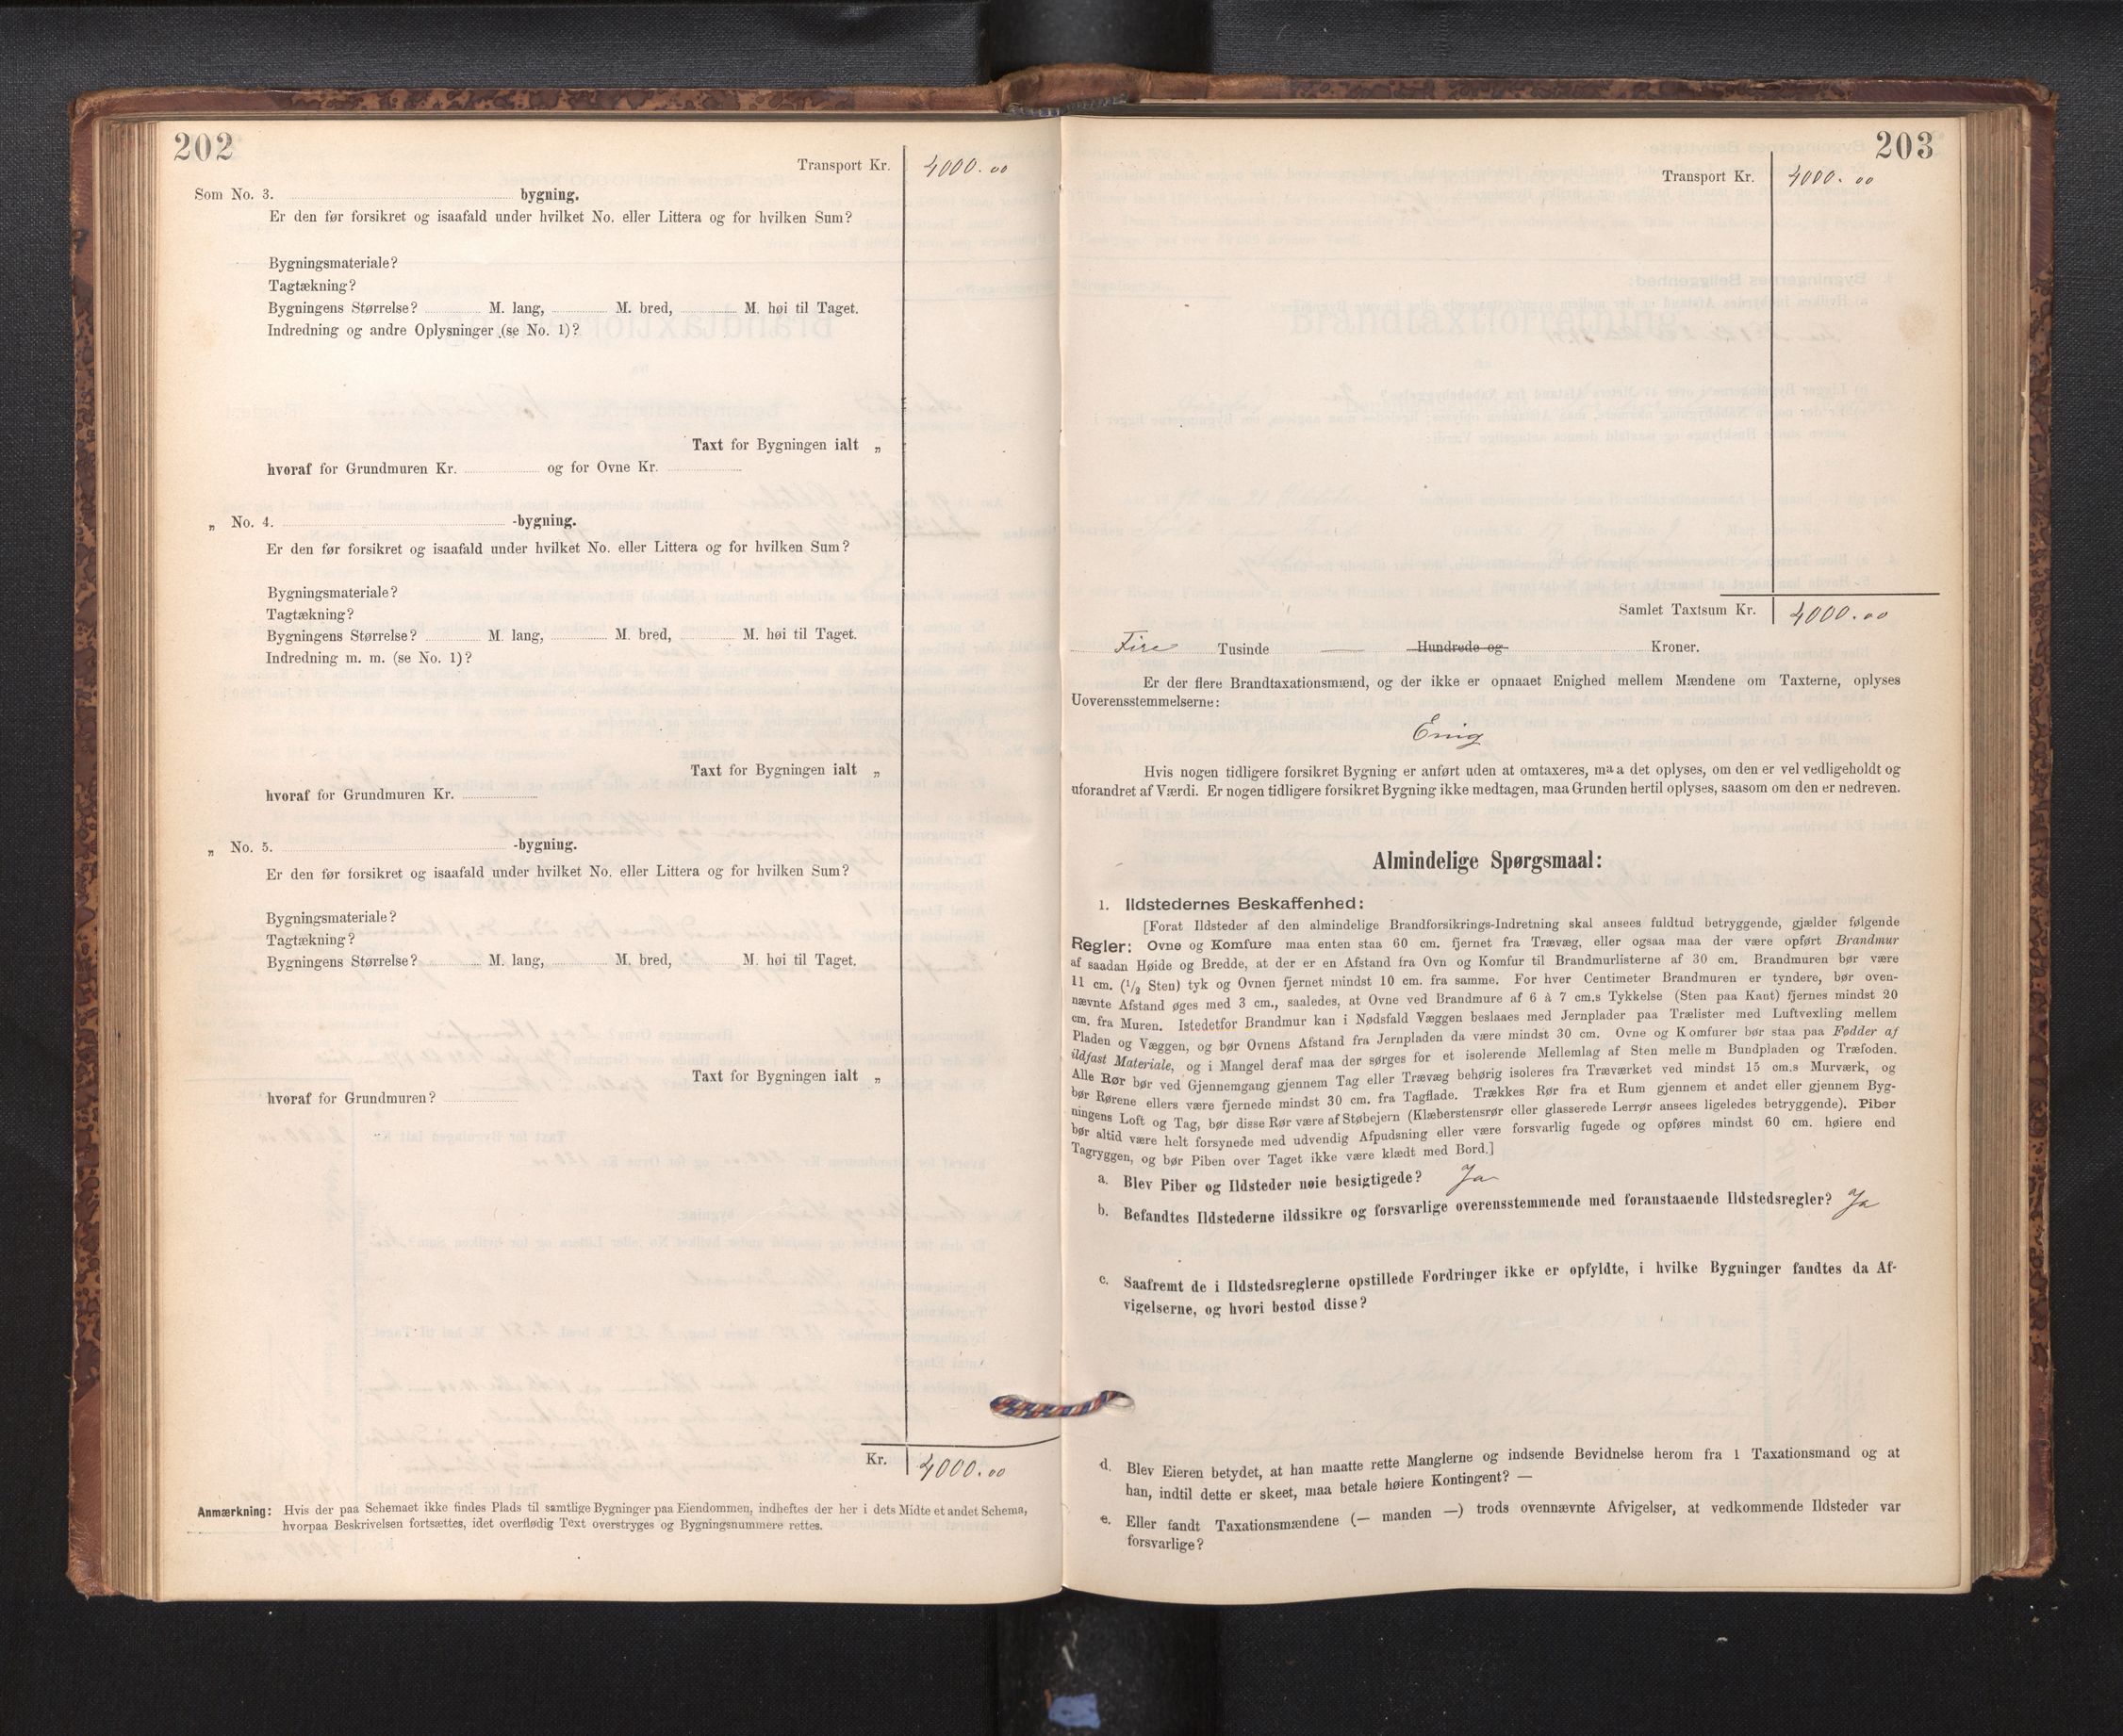 202
Transport Kr. 4000.00
Som No. 3. bygning.
Er den før forsikret og isaafald under hvilket No. eller Littera og for hvilken Sum?
Bygningsmateriale?
Tagtækning?
Bygningens Størrelse? M. lang, M. bred, M. høi til Taget.
Indredning og andre Oplysninger (se No. 1)?
Taxt for Bygningen ialt „
hvoraf for Grundmuren Kr. og for Ovne Kr.
„ No. 4. -bygning.
Er den før forsikret og isaafald under hvilket No. eller Littera og for hvilken Sum?
Bygningsmateriale?
Tagtækning?
Bygningens Størrelse? M. lang, M. bred, M. høi til Taget.
Indredning m. m. (se No. 1)?
Taxt for Bygningen ialt „
hvoraf for Grundmuren Kr.
„ No. 5. -bygning.
Er den før forsikret og isaafald under hvilket No. eller Littera og for hvilken Sum?
Bygningsmateriale?
Tagtækning?
Bygningens Størrelse? M. lang, M. bred, M. høi til Taget.
Taxt for Bygningen ialt „
hvoraf for Grundmuren?
Kr. 4000.00
Anmærkning: Hvis der paa Schemaet ikke findes Plads til samtlige Bygninger paa Eiendommen, indheftes der her i dets Midte et andet Schema,
hvorpaa Beskrivelsen fortsættes, idet overflødig Text overstryges og Bygningsnummere rettes.
203
Transport Kr. 4000.00
Samlet Taxtsum Kr. 4000.00
Fire Tusinde — Hundrede og Kroner.
Er der flere Brandtaxationsmænd, og der ikke er opnaaet Enighed mellem Mændene om Taxterne, oplyses
Uoverensstemmelserne:
Enig
Hvis nogen tidligere forsikret Bygning er anført uden at omtaxeres, maa det oplyses, om den er vel vedligeholdt og
uforandret af Værdi. Er nogen tidligere forsikret Bygning ikke medtagen, maa Grunden hertil oplyses, saasom om den er nedreven.
Almindelige Spørgsmaal:
1. Ildstedernes Beskaffenhed:
[Forat Ildsteder af den almindelige Brandforsikrings-Indretning skal ansees fuldtud betryggende, gjælder følgende
Regler: Ovne og Komfure maa enten staa 60 cm. fjernet fra Trævæg, eller ogsaa maa der være opført Brandmur
af saadan Høide og Bredde, at der er en Afstand fra Ovn og Komfur til Brandmurlisterne af 30 cm. Brandmuren bør være
11 cm. (1/2 Sten) tyk og Ovnen fjernet mindst 10 cm. fra samme. For hver Centimeter Brandmuren er tyndere, bør oven-
nævnte Afstand øges med 3 cm., saaledes, at Ovne ved Brandmure af 6 à 7 cm.s Tykkelse (Sten paa Kant) fjernes mindst 20
cm. fra Muren. Istedetfor Brandmur kan i Nødsfald Væggen beslaaes med Jernplader paa Trælister med Luftvexling mellem
Pladen og Væggen, og bør Ovnens Afstand fra Jernpladen da være mindst 30 cm. Ovne og Komfurer bør staa paa Fødder af
ildfast Materiale, og i Mangel deraf maa der sørges for et isolerende Mellemlag af Sten mellem Bundpladen og Træfoden.
Alle Rør bør ved Gjennemgang gjennem Tag eller Trævæg behørig isoleres fra Træverket ved mindst 15 cm.s Murværk, og
bør Rørene ellers være fjernede mindst 30 cm. fra Tagflade. Trækkes Rør fra et Rum gjennem et andet eller gjennem Byg-
ningens Loft og Tag, bør disse Rør være af Støbejern (Klæberstensrør eller glasserede Lerrør ansees ligeledes betryggende). Piber
bør altid være helt forsynede med udvendig Afpudsning eller være forsvarlig fugede og opføres mindst 60 cm. høiere end
Tagryggen, og bør Piben over Taget ikke være klædt med Bord.]
a. Blev Piber og Ildsteder nøie besigtigede? Ja
b. Befandtes Ildstederne ildssikre og forsvarlige overensstemmende med foranstaaende Ildstedsregler? Ja
c. Saafremt de i Ildstedsreglerne opstillede Fordringer ikke er opfyldte, i hvilke Bygninger fandtes da Af-
vigelserne, og hvori bestod disse?
d. Blev Eieren betydet, at han maatte rette Manglerne og indsende Bevidnelse herom fra 1 Taxationsmand og at
han, indtil dette er skeet, maa betale høiere Kontingent? —
e. Eller fandt Taxationsmændene (— manden —) trods ovennævnte Afvigelser, at vedkommende Ildsteder var
forsvarlige?